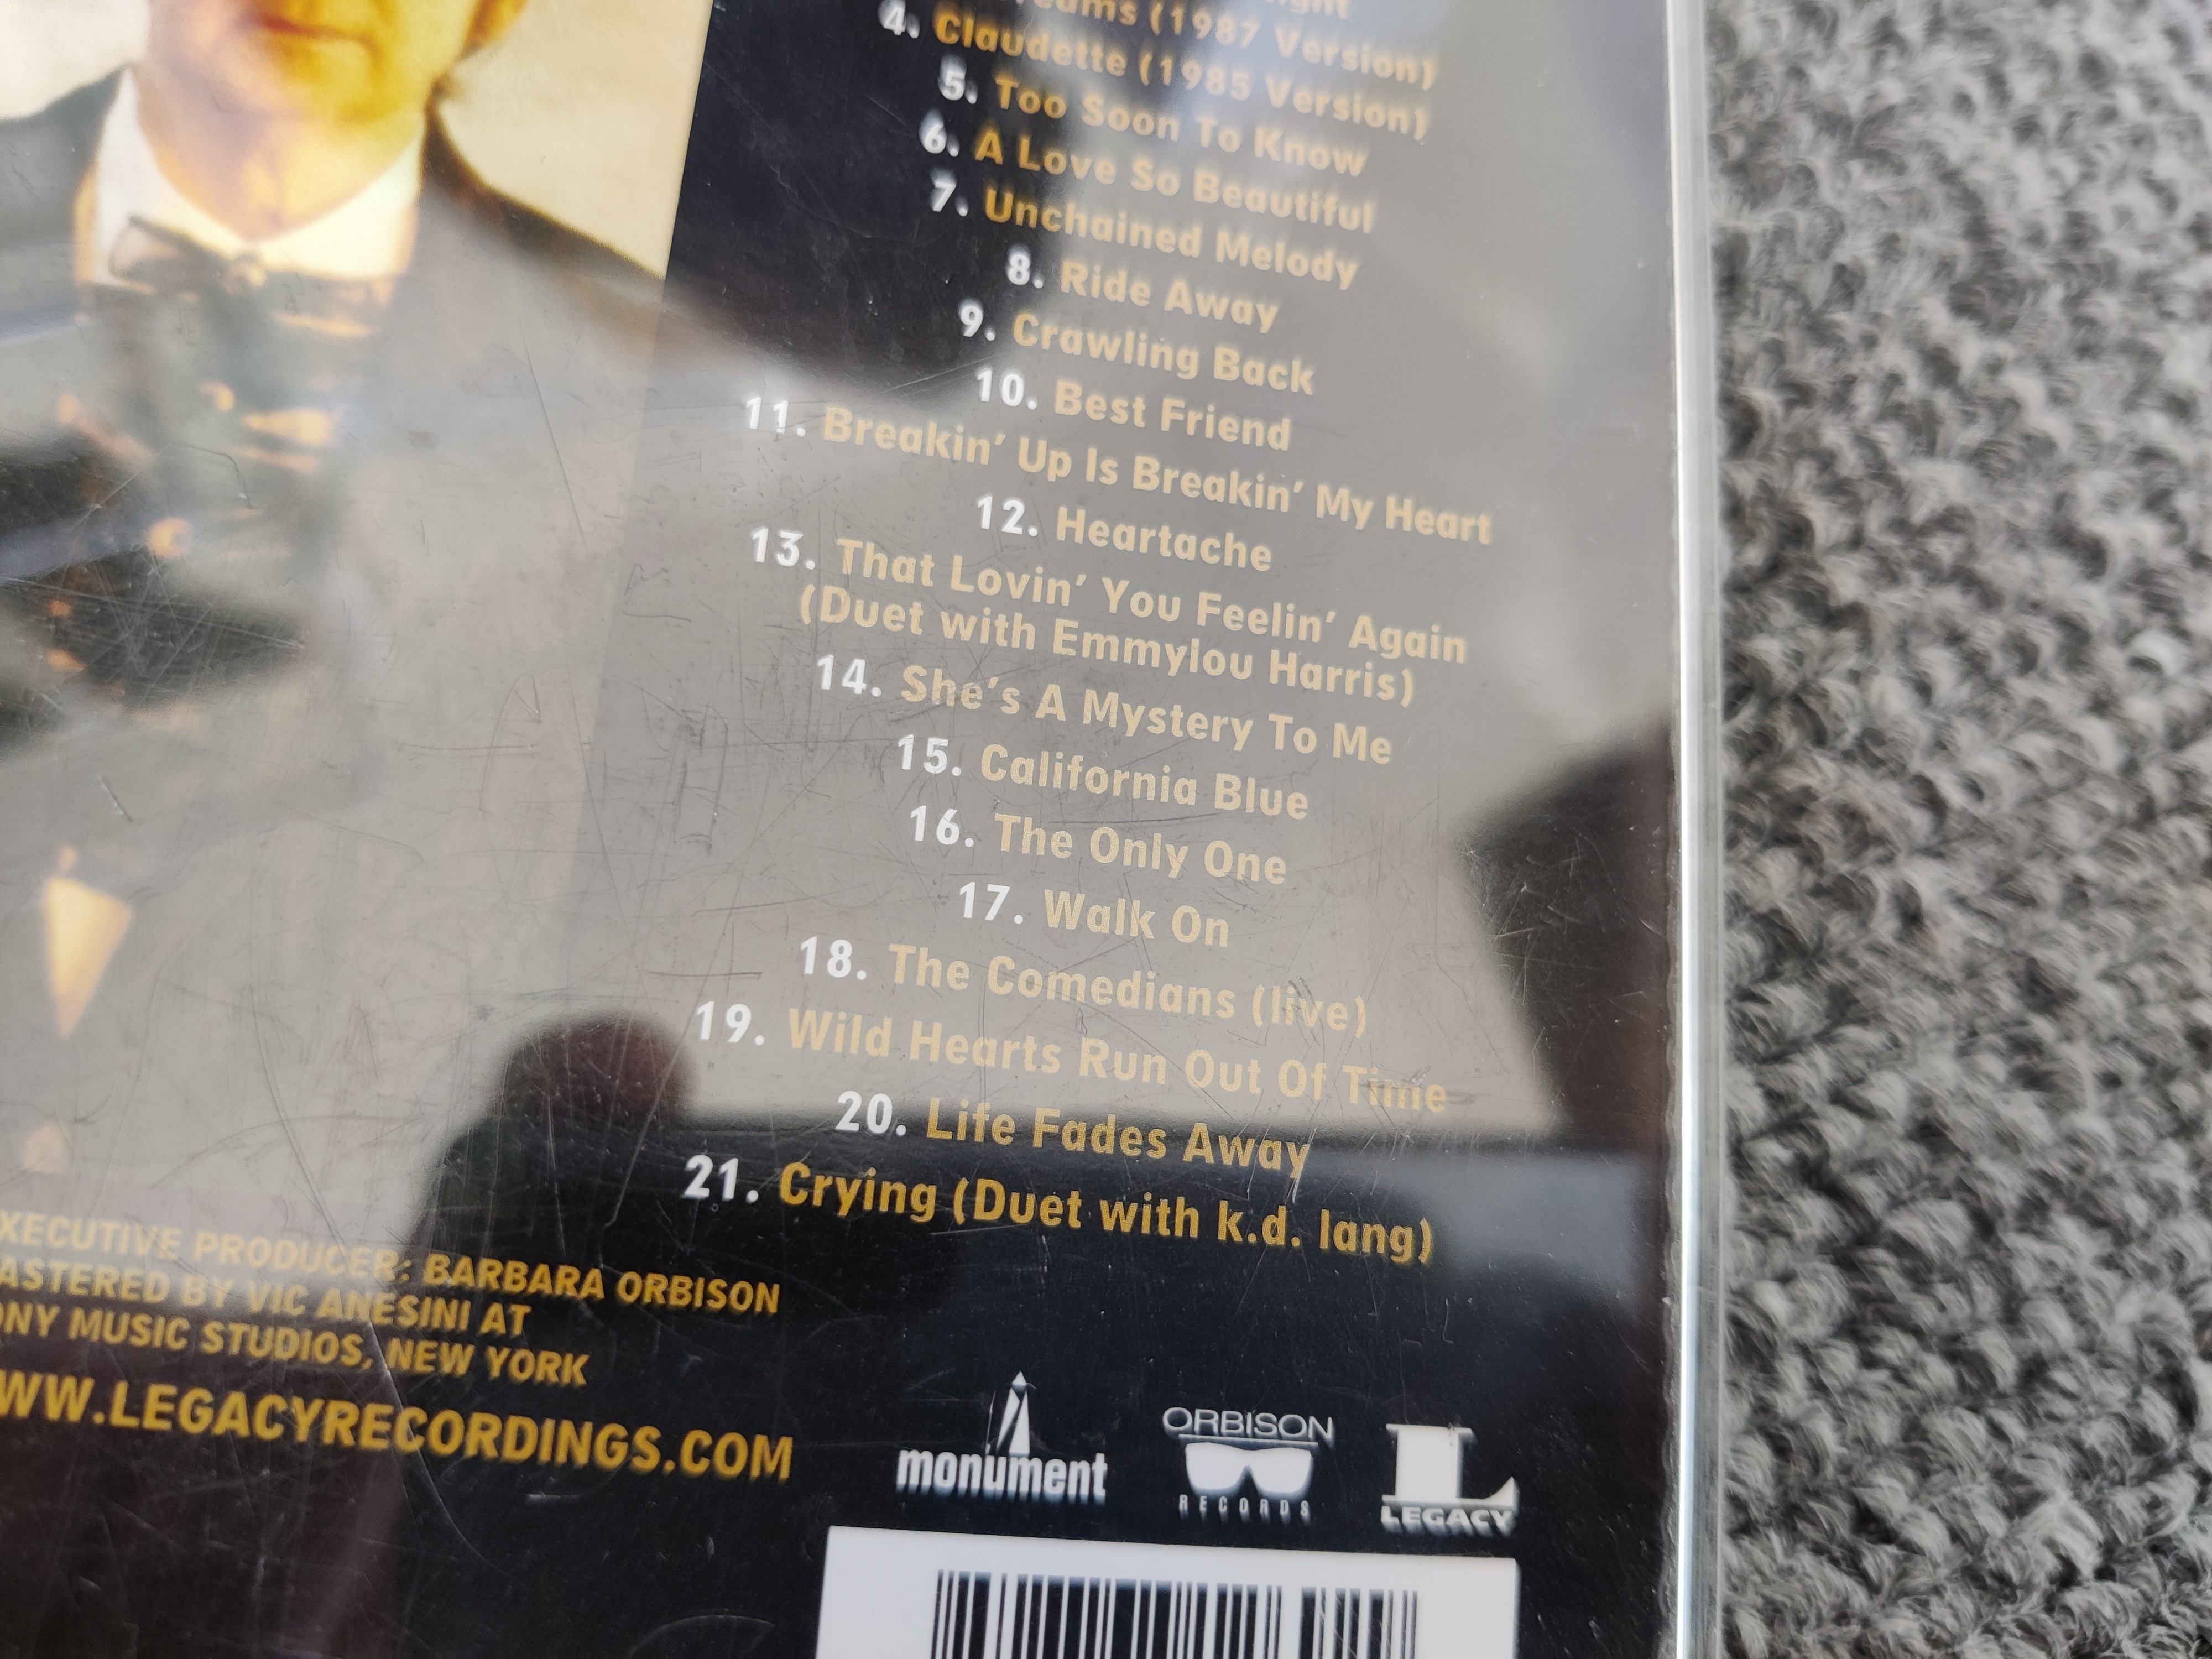 (1987 Version)
4. Claudette (1985 Version)
5. Too Soon To Know
6. A Love So Beautiful
7. Unchained Melody
8. Ride Away
9. Crawling Back
10. Best Friend
11. Breakin’ Up Is Breakin’ My Heart
12. Heartache
13. That Lovin’ You Feelin’ Again
(Duet with Emmylou Harris)
14. She’s A Mystery To Me
15. California Blue
16. The Only One
17. Walk On
18. The Comedians (live)
19. Wild Hearts Run Out Of Time
20. Life Fades Away
21. Crying (Duet with k.d. lang)
XECUTIVE PRODUCER: BARBARA ORBISON
ASTERED BY VIC ANESINI AT
ONY MUSIC STUDIOS, NEW YORK
WW.LEGACYRECORDINGS.COM
monument
ORBISON
RECORDS
L
LEGACY